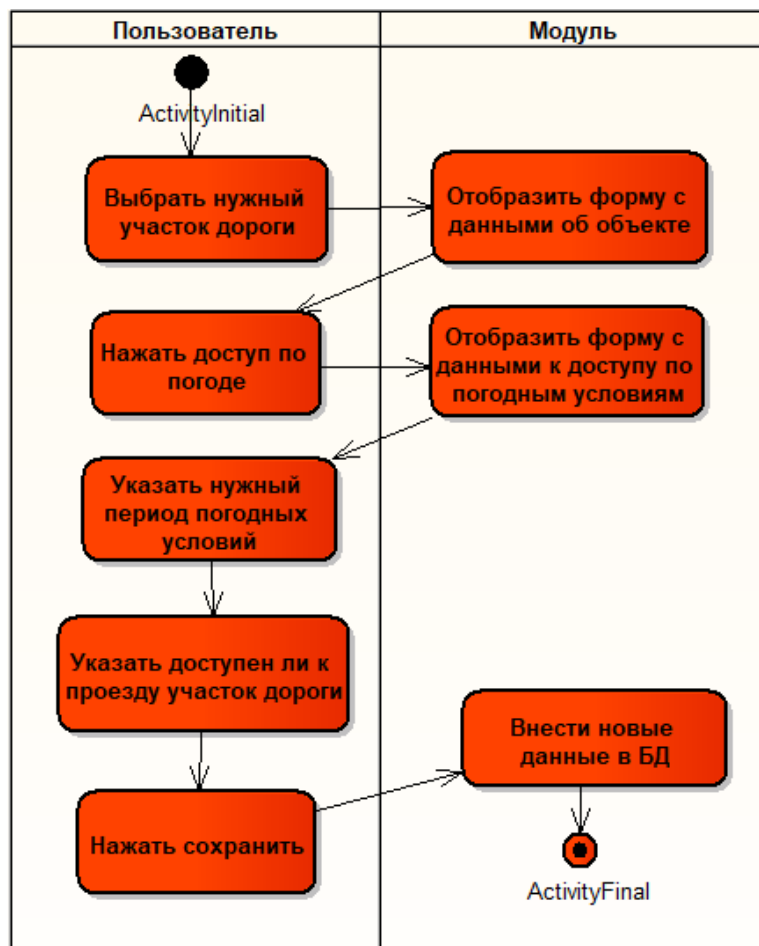 Пользователь
Модуль
ActivityInitial
Выбрать нужный
участок дороги
Отобразить форму с
данными об объекте
Нажать доступ по
погоде
Отобразить форму с
данными к доступу по
погодным условиям
Указать нужный
период погодных
условий
Указать доступен ли к
проезду участок дороги
Внести новые
данные в БД
Нажать сохранить
ActivityFinal